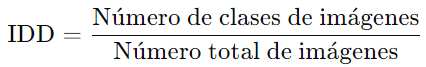 IDD = Número de clases de imágenes
Número total de imágenes